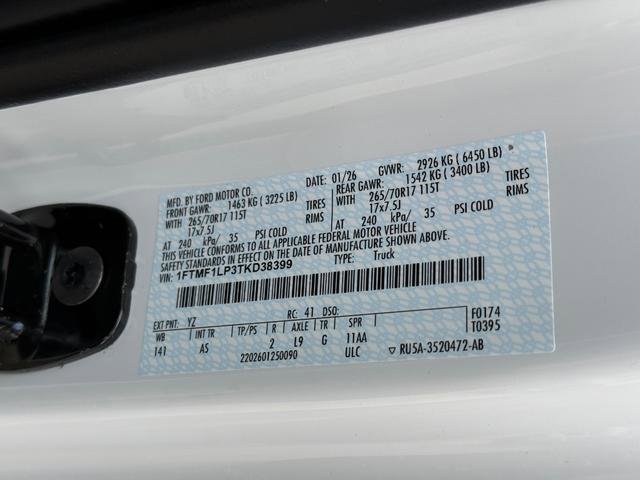 MFD. BY FORD MOTOR CO. DATE: 01/26 GVWR: 2926 KG ( 6450 LB)
FRONT GAWR: 1463 KG ( 3225 LB) REAR GAWR: 1542 KG ( 3400 LB)
WITH 265/70R17 115T TIRES WITH 265/70R17 115T TIRES
17x7.5J RIMS 17x7.5J RIMS
AT 240 kPa/ 35 PSI COLD AT 240 kPa/ 35 PSI COLD
THIS VEHICLE CONFORMS TO ALL APPLICABLE FEDERAL MOTOR VEHICLE
SAFETY AND THEFT PREVENTION STANDARDS IN EFFECT ON THE DATE OF MANUFACTURE SHOWN ABOVE.
VIN: 1FTMF1LP3TKD38399 TYPE: Truck
EXT PNT: YZ RC: 41 DSO: F0174
WB INT TR TP/PS R AXLE TR SPR T0395
141 AS 2 L9 G 11AA
2202601250090 ULC RU5A-3520472-AB